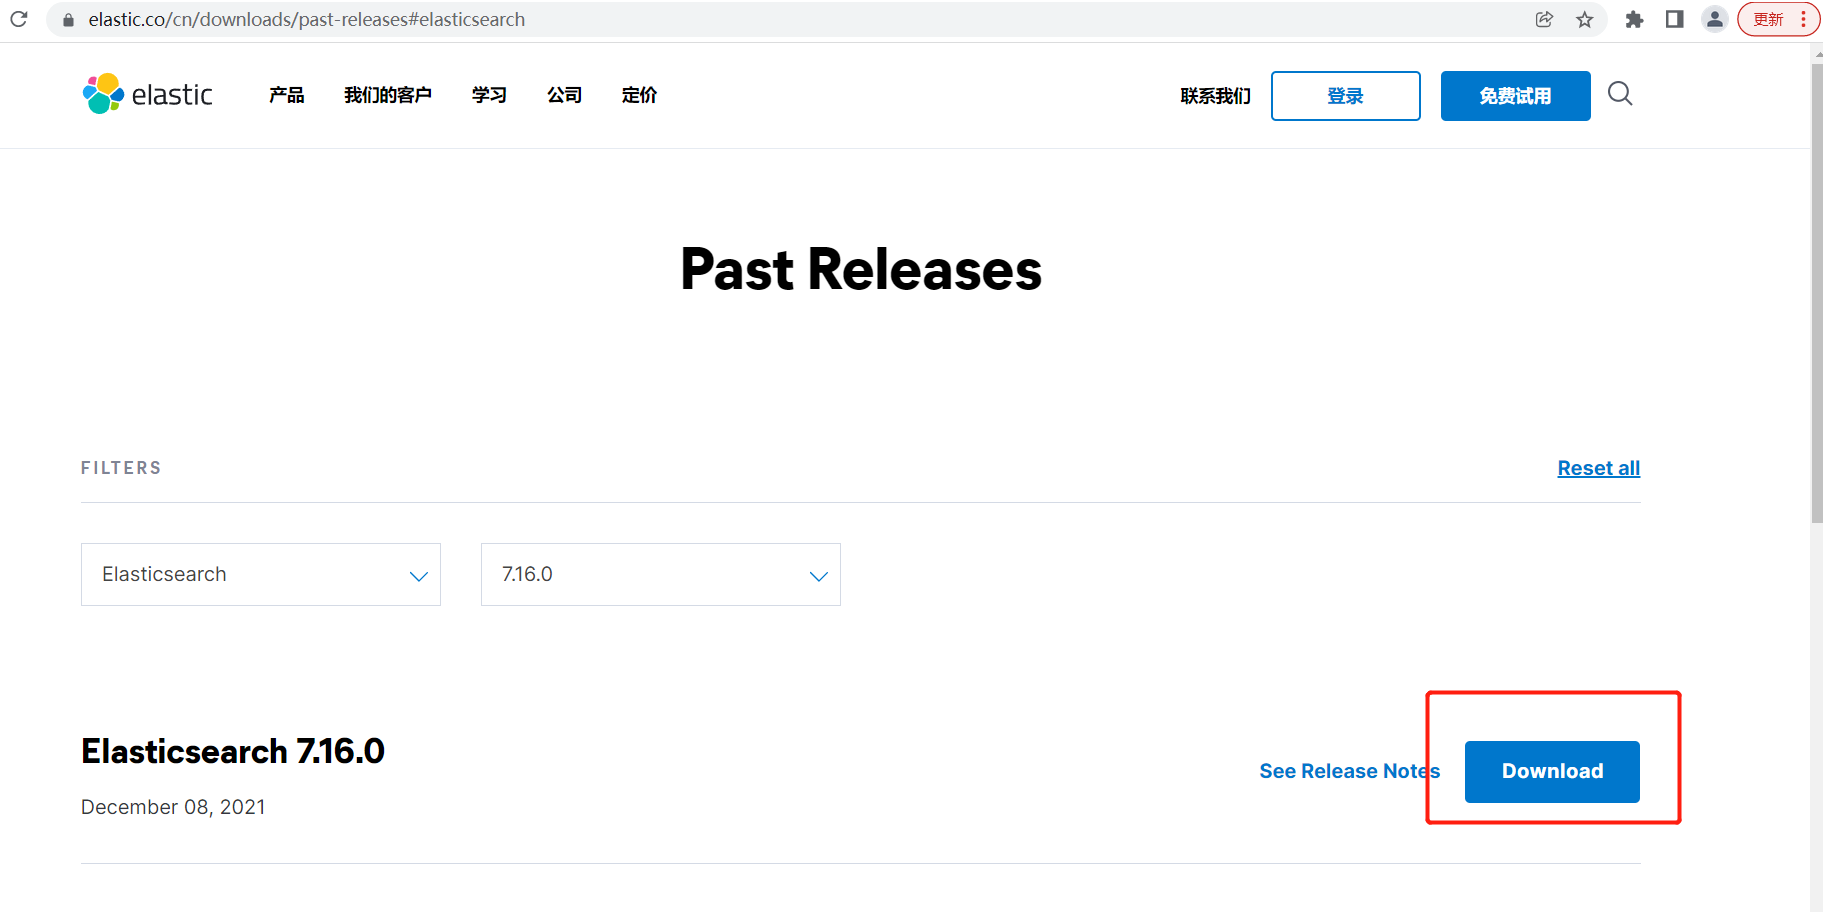 elastic.co/cn/downloads/past-releases#elasticsearch
更新
elastic
产品
我们的客户
学习
公司
定价
联系我们
登录
免费试用
Past Releases
FILTERS
Reset all
Elasticsearch
7.16.0
Elasticsearch 7.16.0
See Release Notes
Download
December 08, 2021